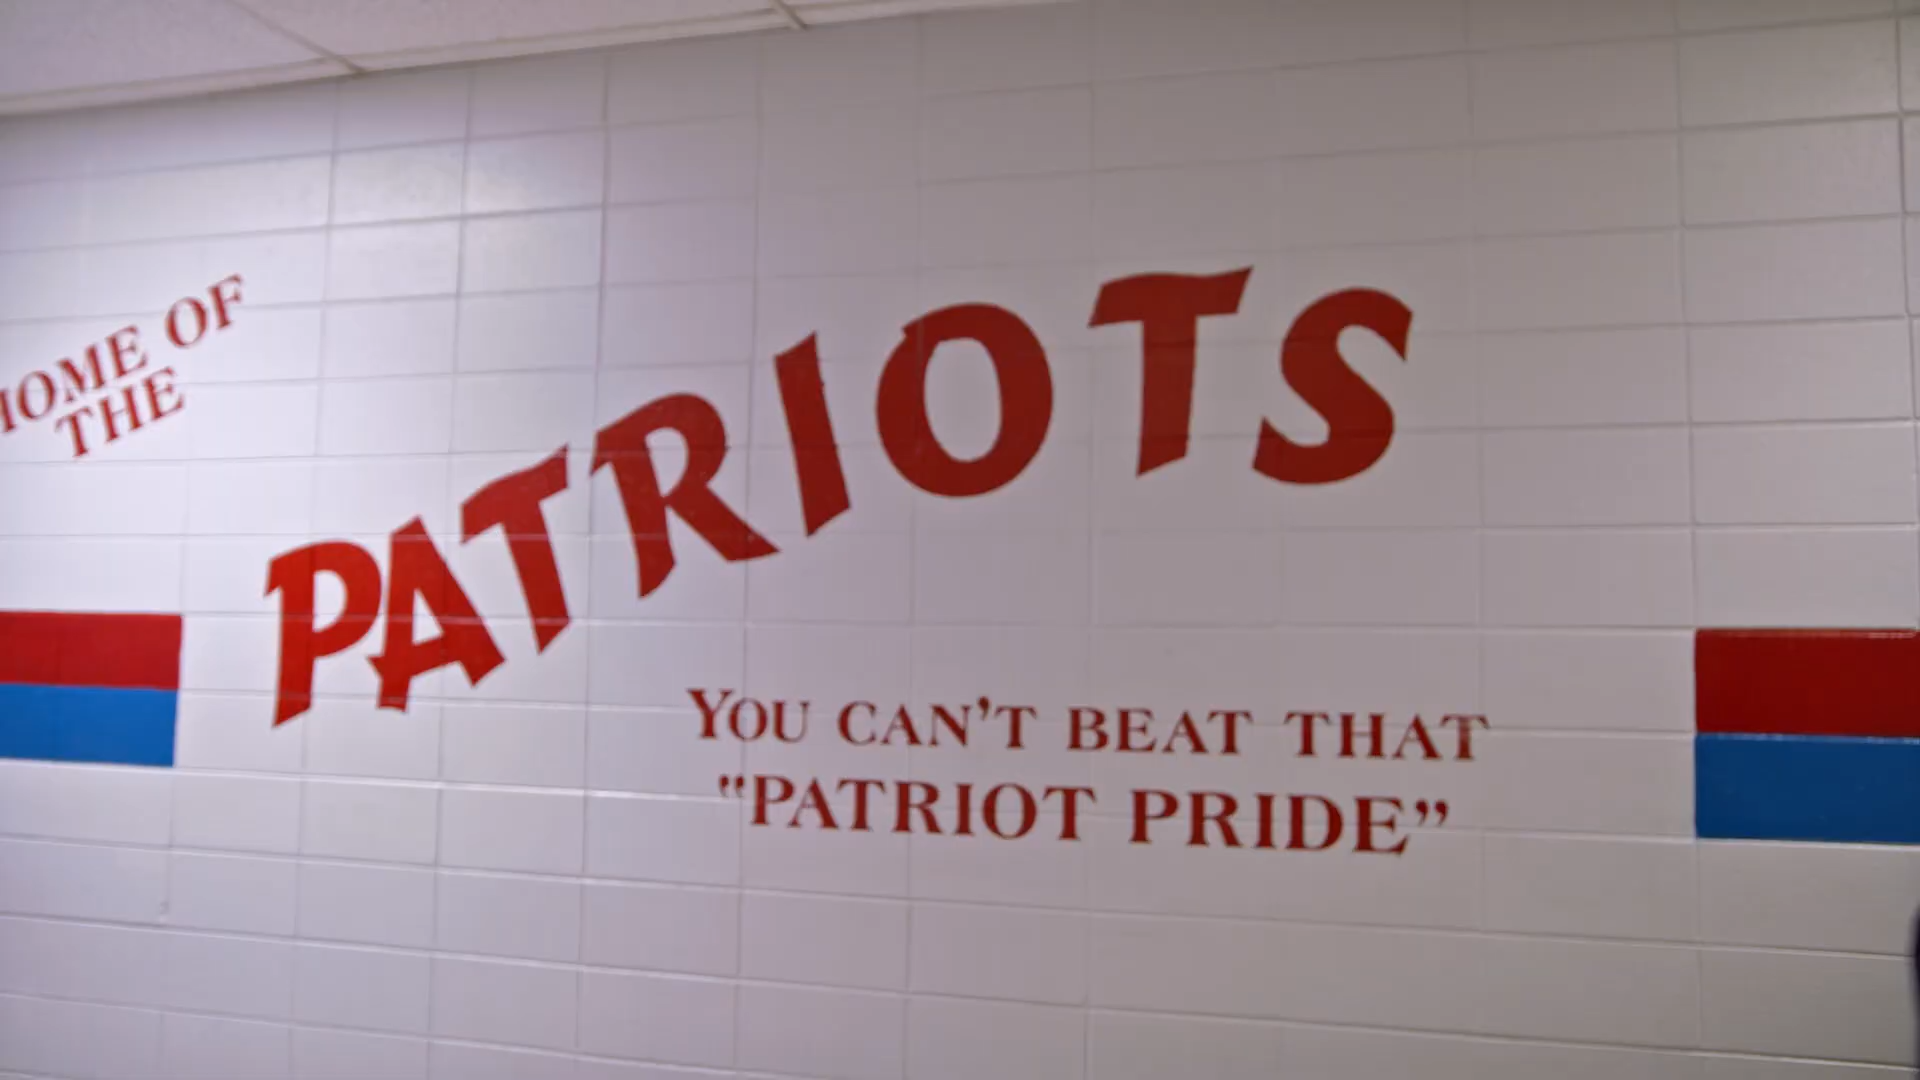 HOME OF
THE
PATRIOTS
YOU CAN'T BEAT THAT
"PATRIOT PRIDE"